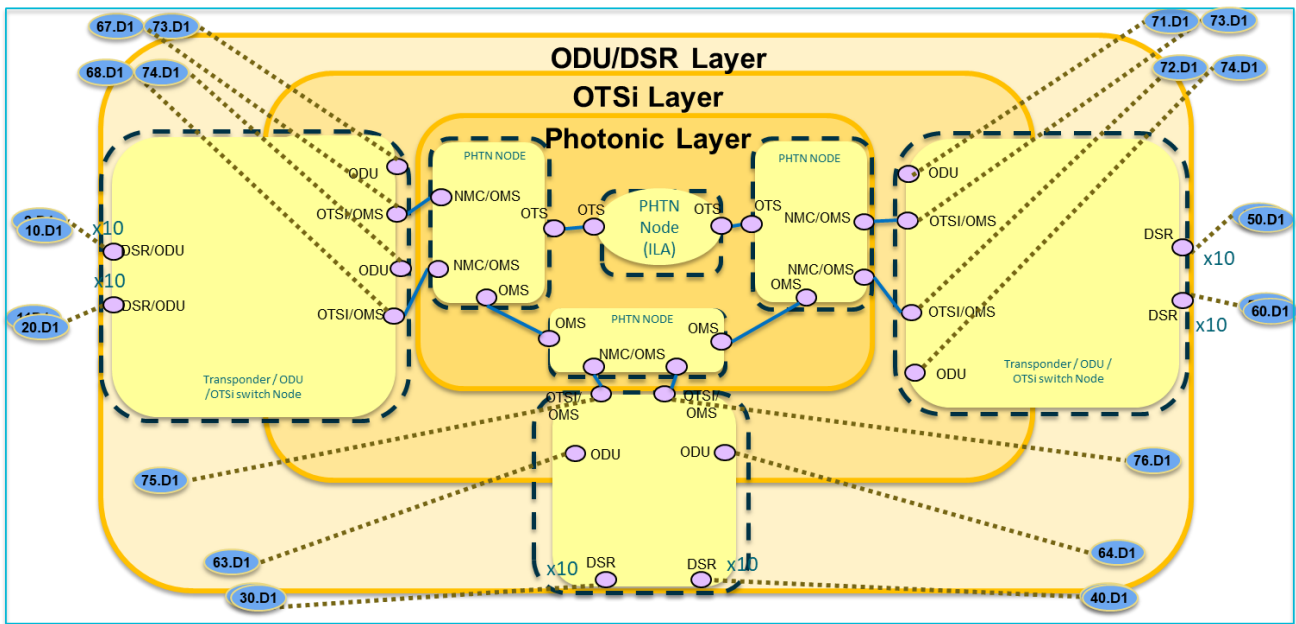 67.D1 73.D1
71.D1 73.D1
68.D1 74.D1
72.D1 74.D1
ODU/DSR Layer
OTSi Layer
Photonic Layer
PHTN NODE
PHTN NODE
ODU
ODU
NMC/OMS
OTSI/OMS
OTS
OTS
PHTN
Node
(ILA)
OTS
OTS
NMC/OMS
OTSI/OMS
10.D1
x10
DSR/ODU
50.D1
DSR
x10
ODU
NMC/OMS
NMC/OMS
x10
DSR/ODU
20.D1
OTSI/OMS
OMS
OMS
OTSI/OMS
60.D1
DSR
x10
PHTN NODE
OMS
OMS
NMC/OMS
Transponder / ODU
/OTSi switch Node
ODU
Transponder / ODU /
OTSi switch Node
OTSI/
OMS
OTSI/
OMS
75.D1
ODU
ODU
76.D1
63.D1
64.D1
x10
DSR
DSR
x10
30.D1
40.D1